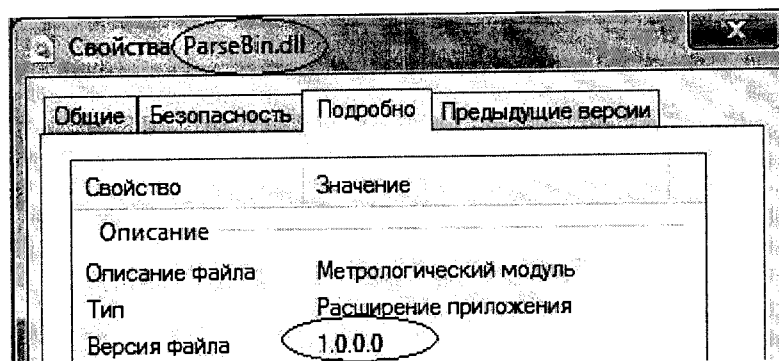 Свойства ParseBin.dll
Общие Безопасность Подробно Предыдущие версии
Свойство Значение
Описание
Описание файла Метрологический модуль
Тип Расширение приложения
Версия файла 1.0.0.0